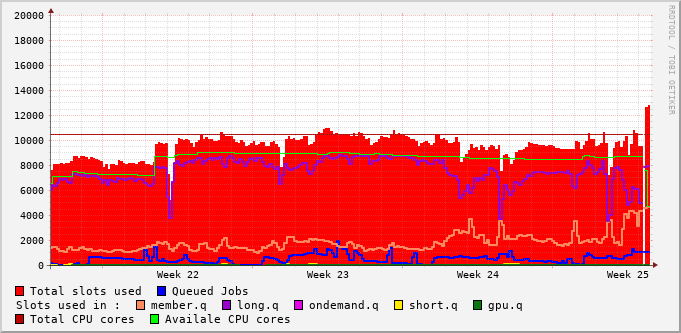 20000
18000
16000
14000
12000
10000
8000
6000
4000
2000
0
Week 22 Week 23 Week 24 Week 25
RRDTOOL / TOBI OETIKER
Total slots used Queued Jobs
Slots used in : member.q long.q ondemand.q short.q gpu.q
Total CPU cores Availale CPU cores